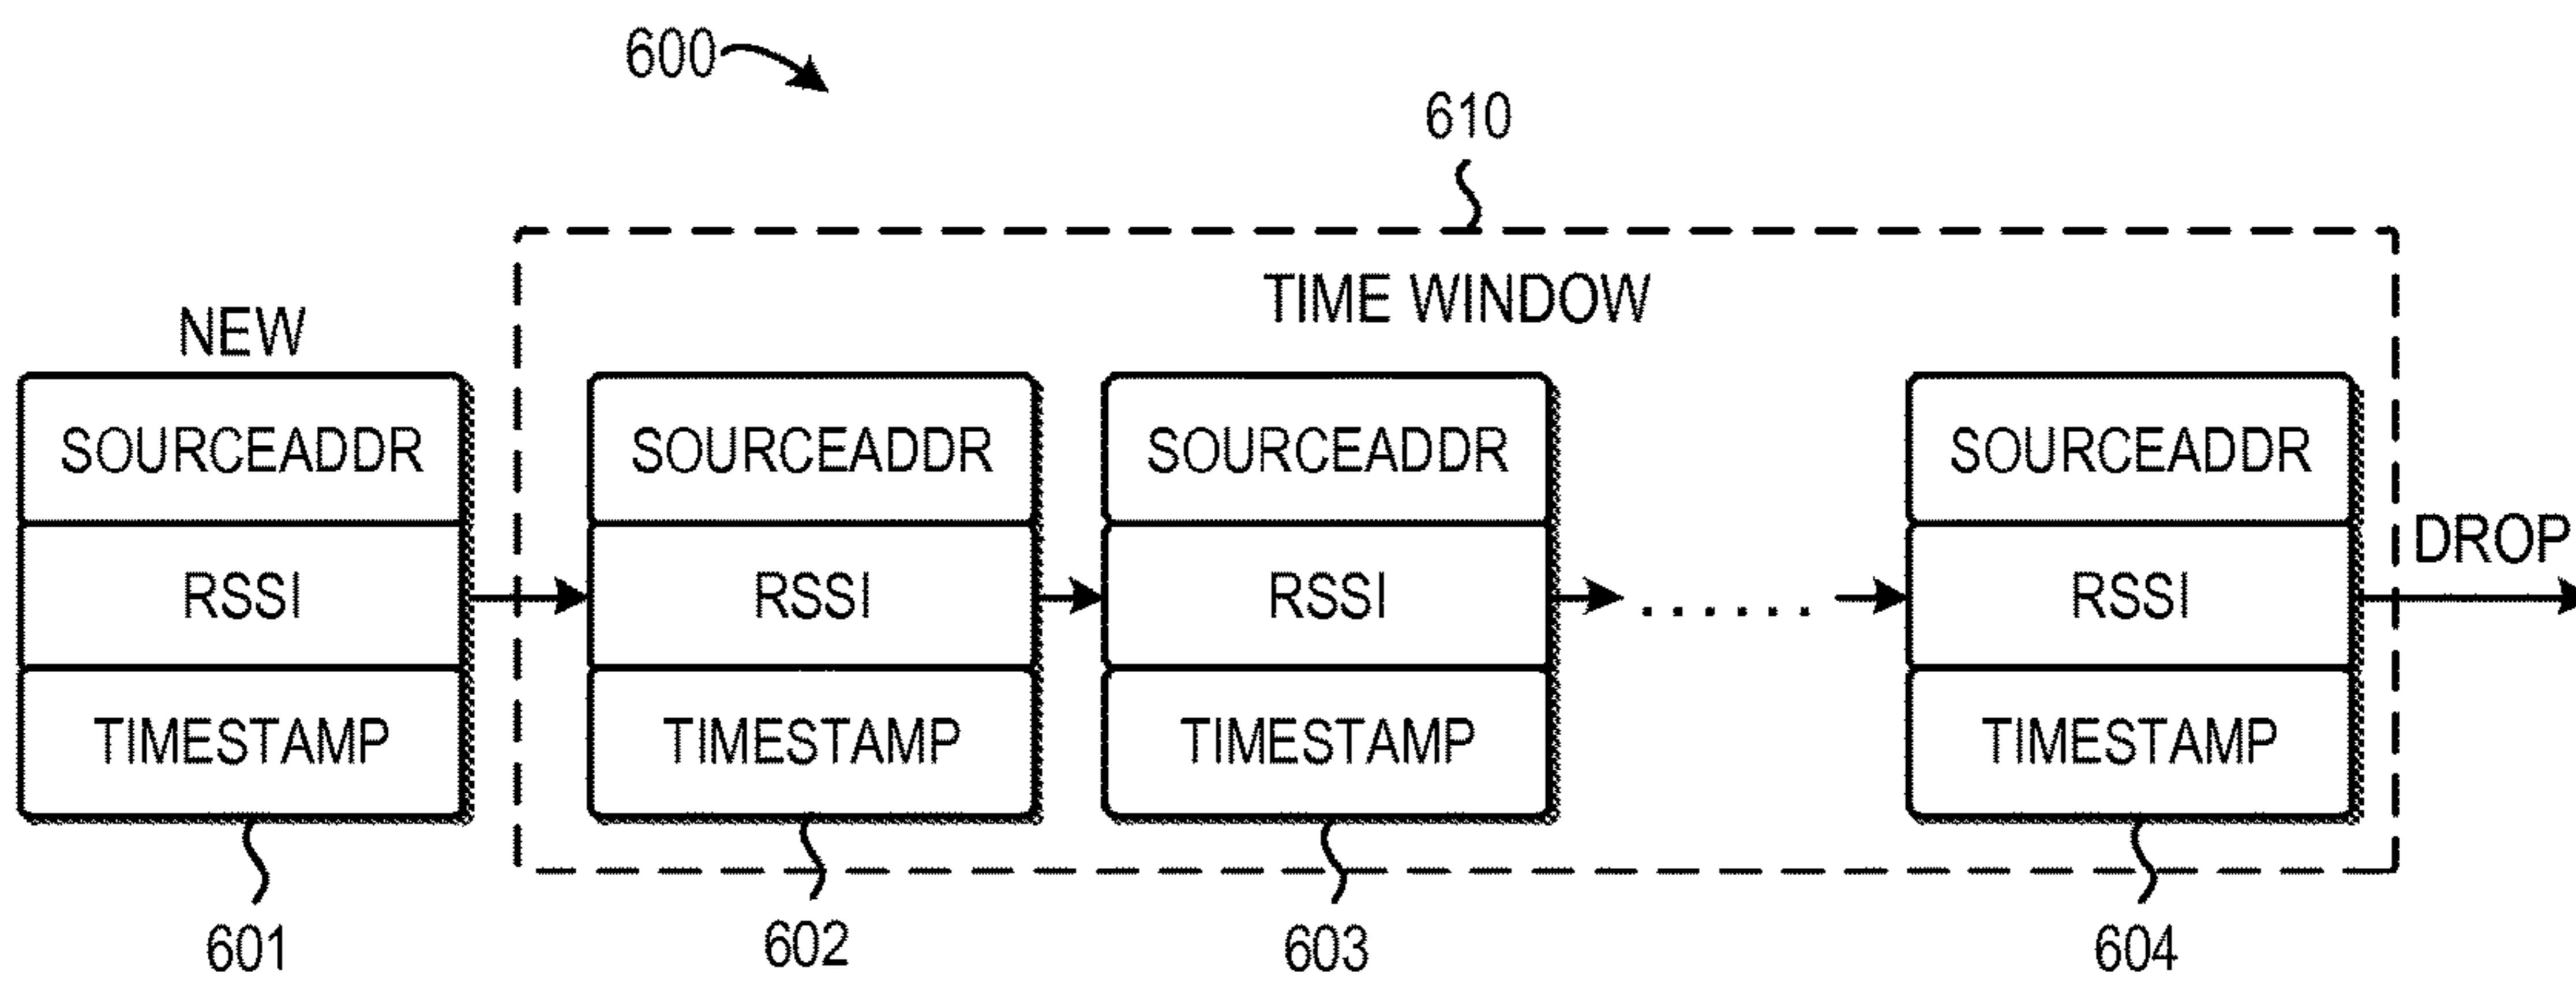 600
610
TIME WINDOW
NEW
SOURCEADDR SOURCEADDR SOURCEADDR SOURCEADDR
DROP
RSSI RSSI RSSI ...... RSSI
TIMESTAMP TIMESTAMP TIMESTAMP TIMESTAMP
601 602 603 604